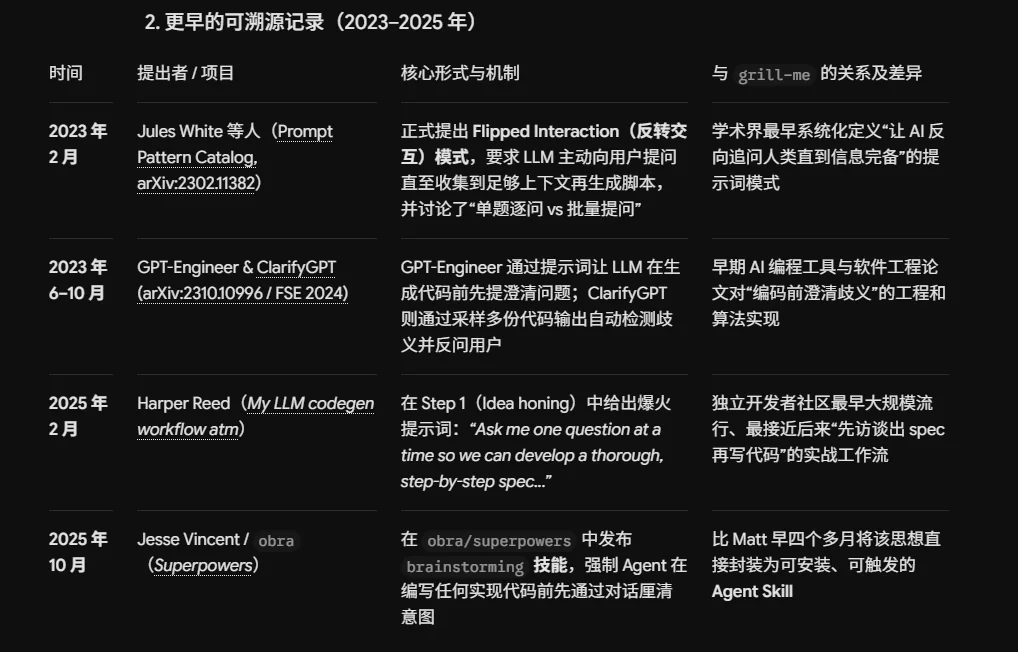 2. 更早的可溯源记录（2023–2025 年）
时间 提出者 / 项目 核心形式与机制 与 grill-me 的关系及差异
2023 年
2 月
Jules White 等人（Prompt
Pattern Catalog,
arXiv:2302.11382）
正式提出 Flipped Interaction（反转交
互）模式，要求 LLM 主动向用户提问
直至收集到足够上下文再生成脚本，
并讨论了“单题逐问 vs 批量提问”
学术界最早系统化定义“让 AI 反
向追问人类直到信息完备”的提
示词模式
2023 年
6–10 月
GPT-Engineer & ClarifyGPT
(arXiv:2310.10996 / FSE 2024)
GPT-Engineer 通过提示词让 LLM 在生
成代码前先提澄清问题；ClarifyGPT
则通过采样多份代码输出自动检测歧
义并反问用户
早期 AI 编程工具与软件工程论
文对“编码前澄清歧义”的工程和
算法实现
2025 年
2 月
Harper Reed（My LLM codegen
workflow atm）
在 Step 1（Idea honing）中给出爆火
提示词：“Ask me one question at a
time so we can develop a thorough,
step-by-step spec...”
独立开发者社区最早大规模流
行、最接近后来“先访谈出 spec
再写代码”的实战工作流
2025 年
10 月
Jesse Vincent / obra
（Superpowers）
在 obra/superpowers 中发布
brainstorming 技能，强制 Agent 在
编写任何实现代码前先通过对话厘清
意图
比 Matt 早四个多月将该思想直
接封装为可安装、可触发的
Agent Skill